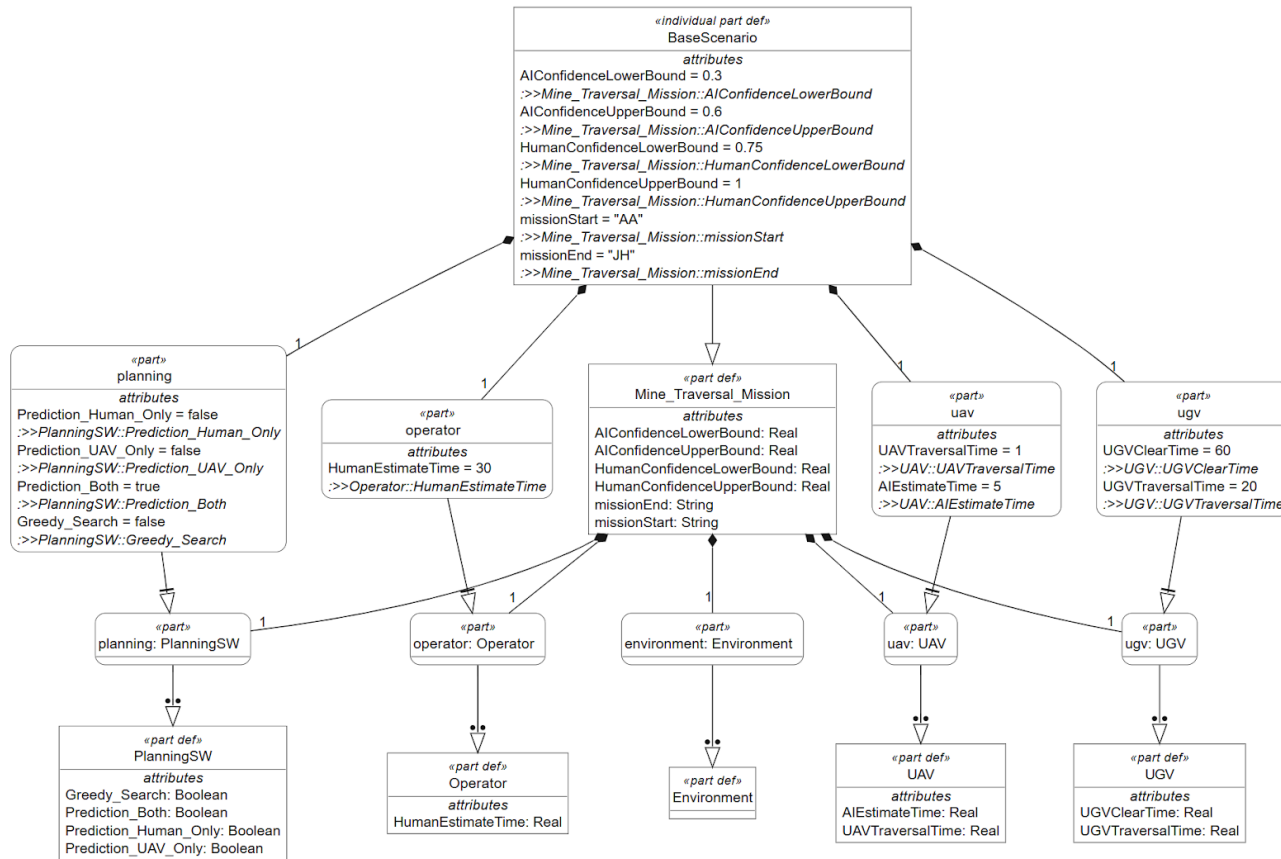 «individual part def»
BaseScenario
attributes
AIConfidenceLowerBound = 0.3
:>>Mine_Traversal_Mission::AIConfidenceLowerBound
AIConfidenceUpperBound = 0.6
:>>Mine_Traversal_Mission::AIConfidenceUpperBound
HumanConfidenceLowerBound = 0.75
:>>Mine_Traversal_Mission::HumanConfidenceLowerBound
HumanConfidenceUpperBound = 1
:>>Mine_Traversal_Mission::HumanConfidenceUpperBound
missionStart = "AA"
:>>Mine_Traversal_Mission::missionStart
missionEnd = "JH"
:>>Mine_Traversal_Mission::missionEnd
1
1
1
1
«part»
planning
attributes
Prediction_Human_Only = false
:>>PlanningSW::Prediction_Human_Only
Prediction_UAV_Only = false
:>>PlanningSW::Prediction_UAV_Only
Prediction_Both = true
:>>PlanningSW::Prediction_Both
Greedy_Search = false
:>>PlanningSW::Greedy_Search
«part»
operator
attributes
HumanEstimateTime = 30
:>>Operator::HumanEstimateTime
«part def»
Mine_Traversal_Mission
attributes
AIConfidenceLowerBound: Real
AIConfidenceUpperBound: Real
HumanConfidenceLowerBound: Real
HumanConfidenceUpperBound: Real
missionEnd: String
missionStart: String
«part»
uav
attributes
UAVTraversalTime = 1
:>>UAV::UAVTraversalTime
AIEstimateTime = 5
:>>UAV::AIEstimateTime
«part»
ugv
attributes
UGVClearTime = 60
:>>UGV::UGVClearTime
UGVTraversalTime = 20
:>>UGV::UGVTraversalTime
1
1
1
1
1
«part»
planning: PlanningSW
«part»
operator: Operator
«part»
environment: Environment
«part»
uav: UAV
«part»
ugv: UGV
«part def»
PlanningSW
attributes
Greedy_Search: Boolean
Prediction_Both: Boolean
Prediction_Human_Only: Boolean
Prediction_UAV_Only: Boolean
«part def»
Operator
attributes
HumanEstimateTime: Real
«part def»
Environment
«part def»
UAV
attributes
AIEstimateTime: Real
UAVTraversalTime: Real
«part def»
UGV
attributes
UGVClearTime: Real
UGVTraversalTime: Real